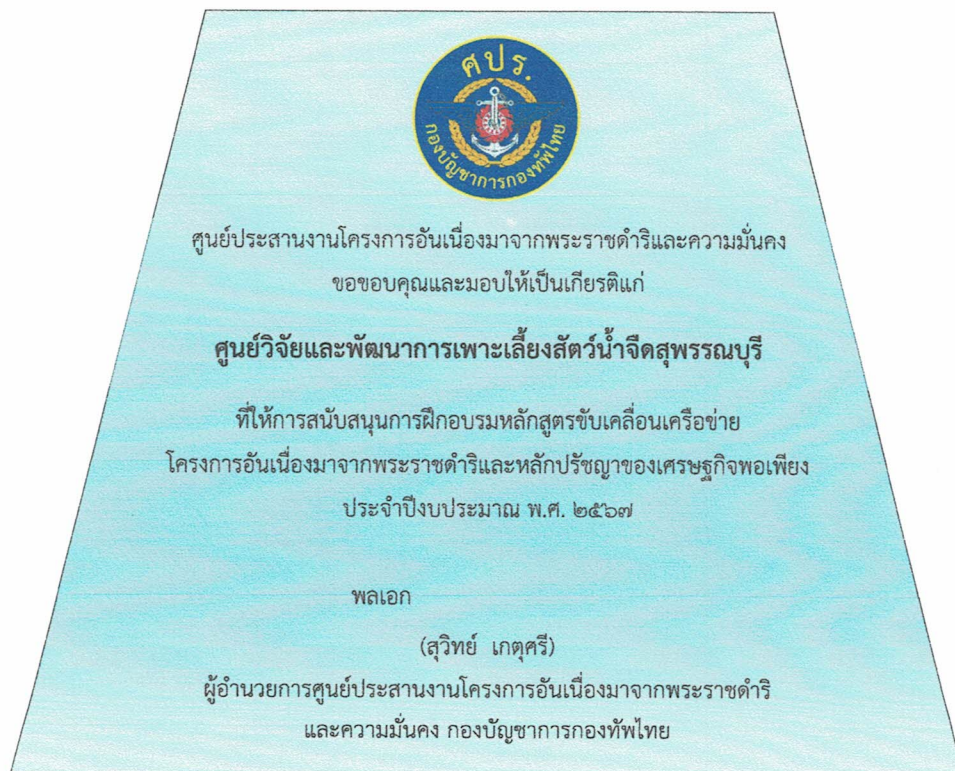 ศปร.
กองบัญชาการกองทัพไทย
ศูนย์ประสานงานโครงการอันเนื่องมาจากพระราชดำริและความมั่นคง
ขอขอบคุณและมอบให้เป็นเกียรติแก่
ศูนย์วิจัยและพัฒนาการเพาะเลี้ยงสัตว์น้ำจืดสุพรรณบุรี
ที่ให้การสนับสนุนการฝึกอบรมหลักสูตรขับเคลื่อนเครือข่าย
โครงการอันเนื่องมาจากพระราชดำริและหลักปรัชญาของเศรษฐกิจพอเพียง
ประจำปีงบประมาณ พ.ศ. ๒๕๖๗
พลเอก
(สุวิทย์ เกตุศรี)
ผู้อำนวยการศูนย์ประสานงานโครงการอันเนื่องมาจากพระราชดำริ
และความมั่นคง กองบัญชาการกองทัพไทย